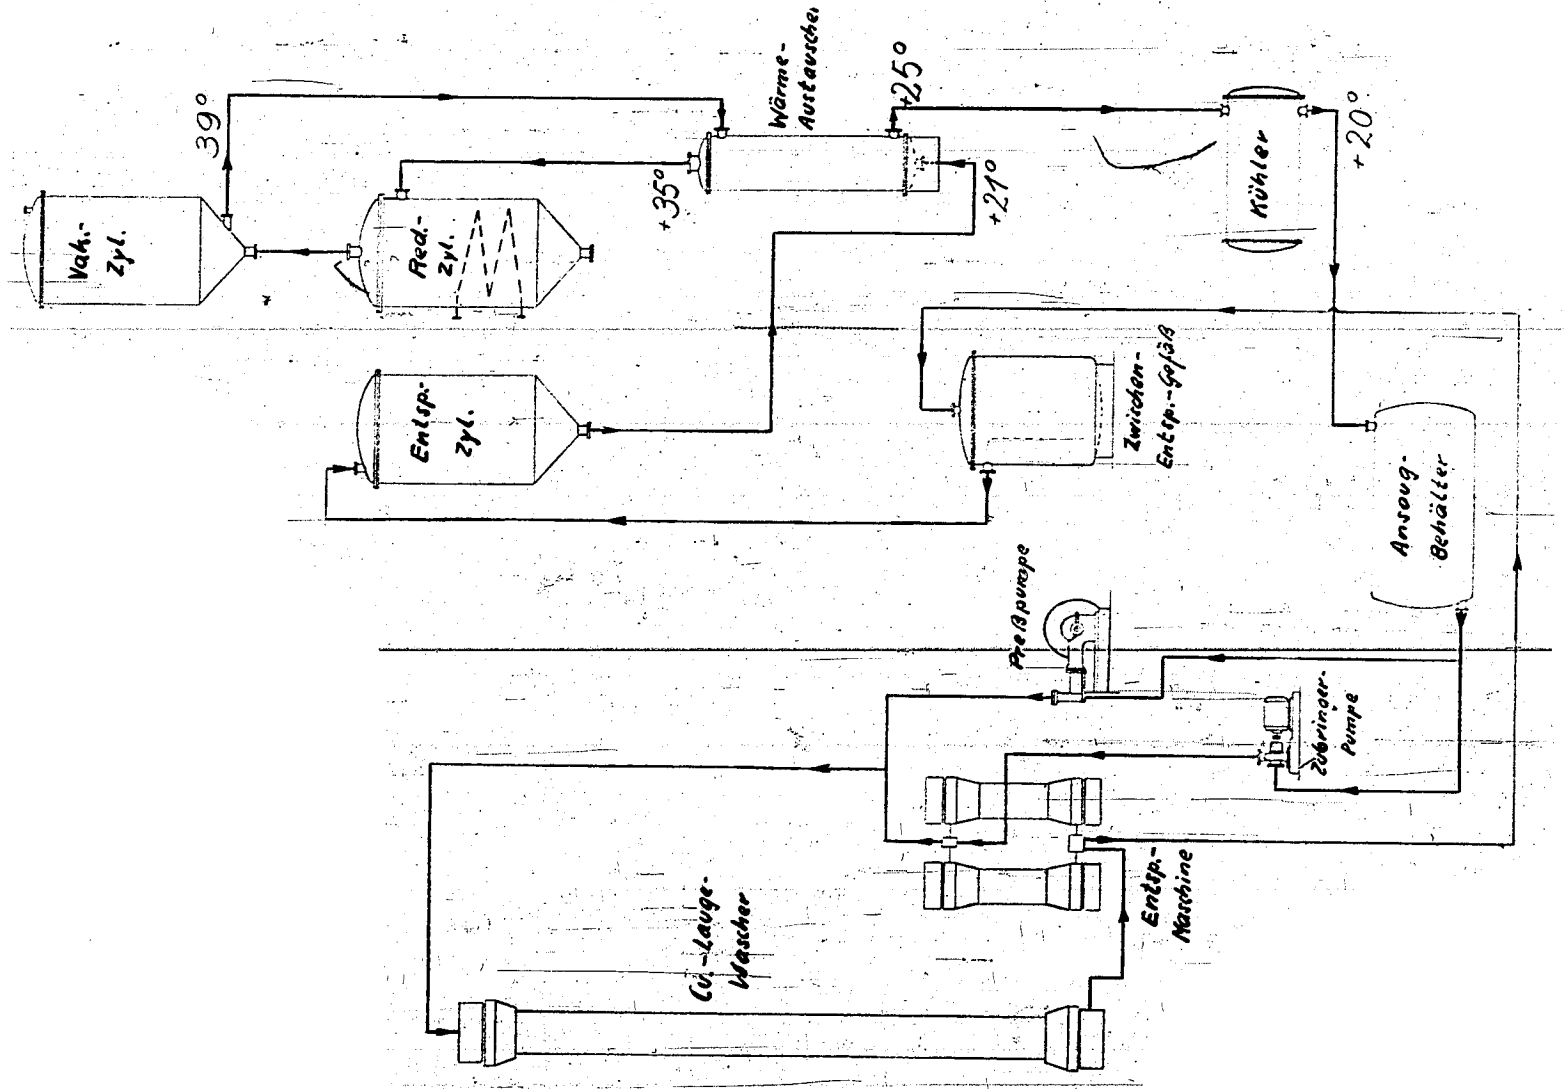 39°
Vak.-
Zyl.
Red.-
Zyl.
+35°
Wärme-
Austauscher
+25°
+21°
Kühler
+20°
Entsp.-
Zyl.
Zwischen-
Entsp.-Gefäß
Ansaug-
Behälter
Preßpumpe
Zubringer-
Pumpe
Entsp.-
Maschine
Cu.-Lauge-
Wascher